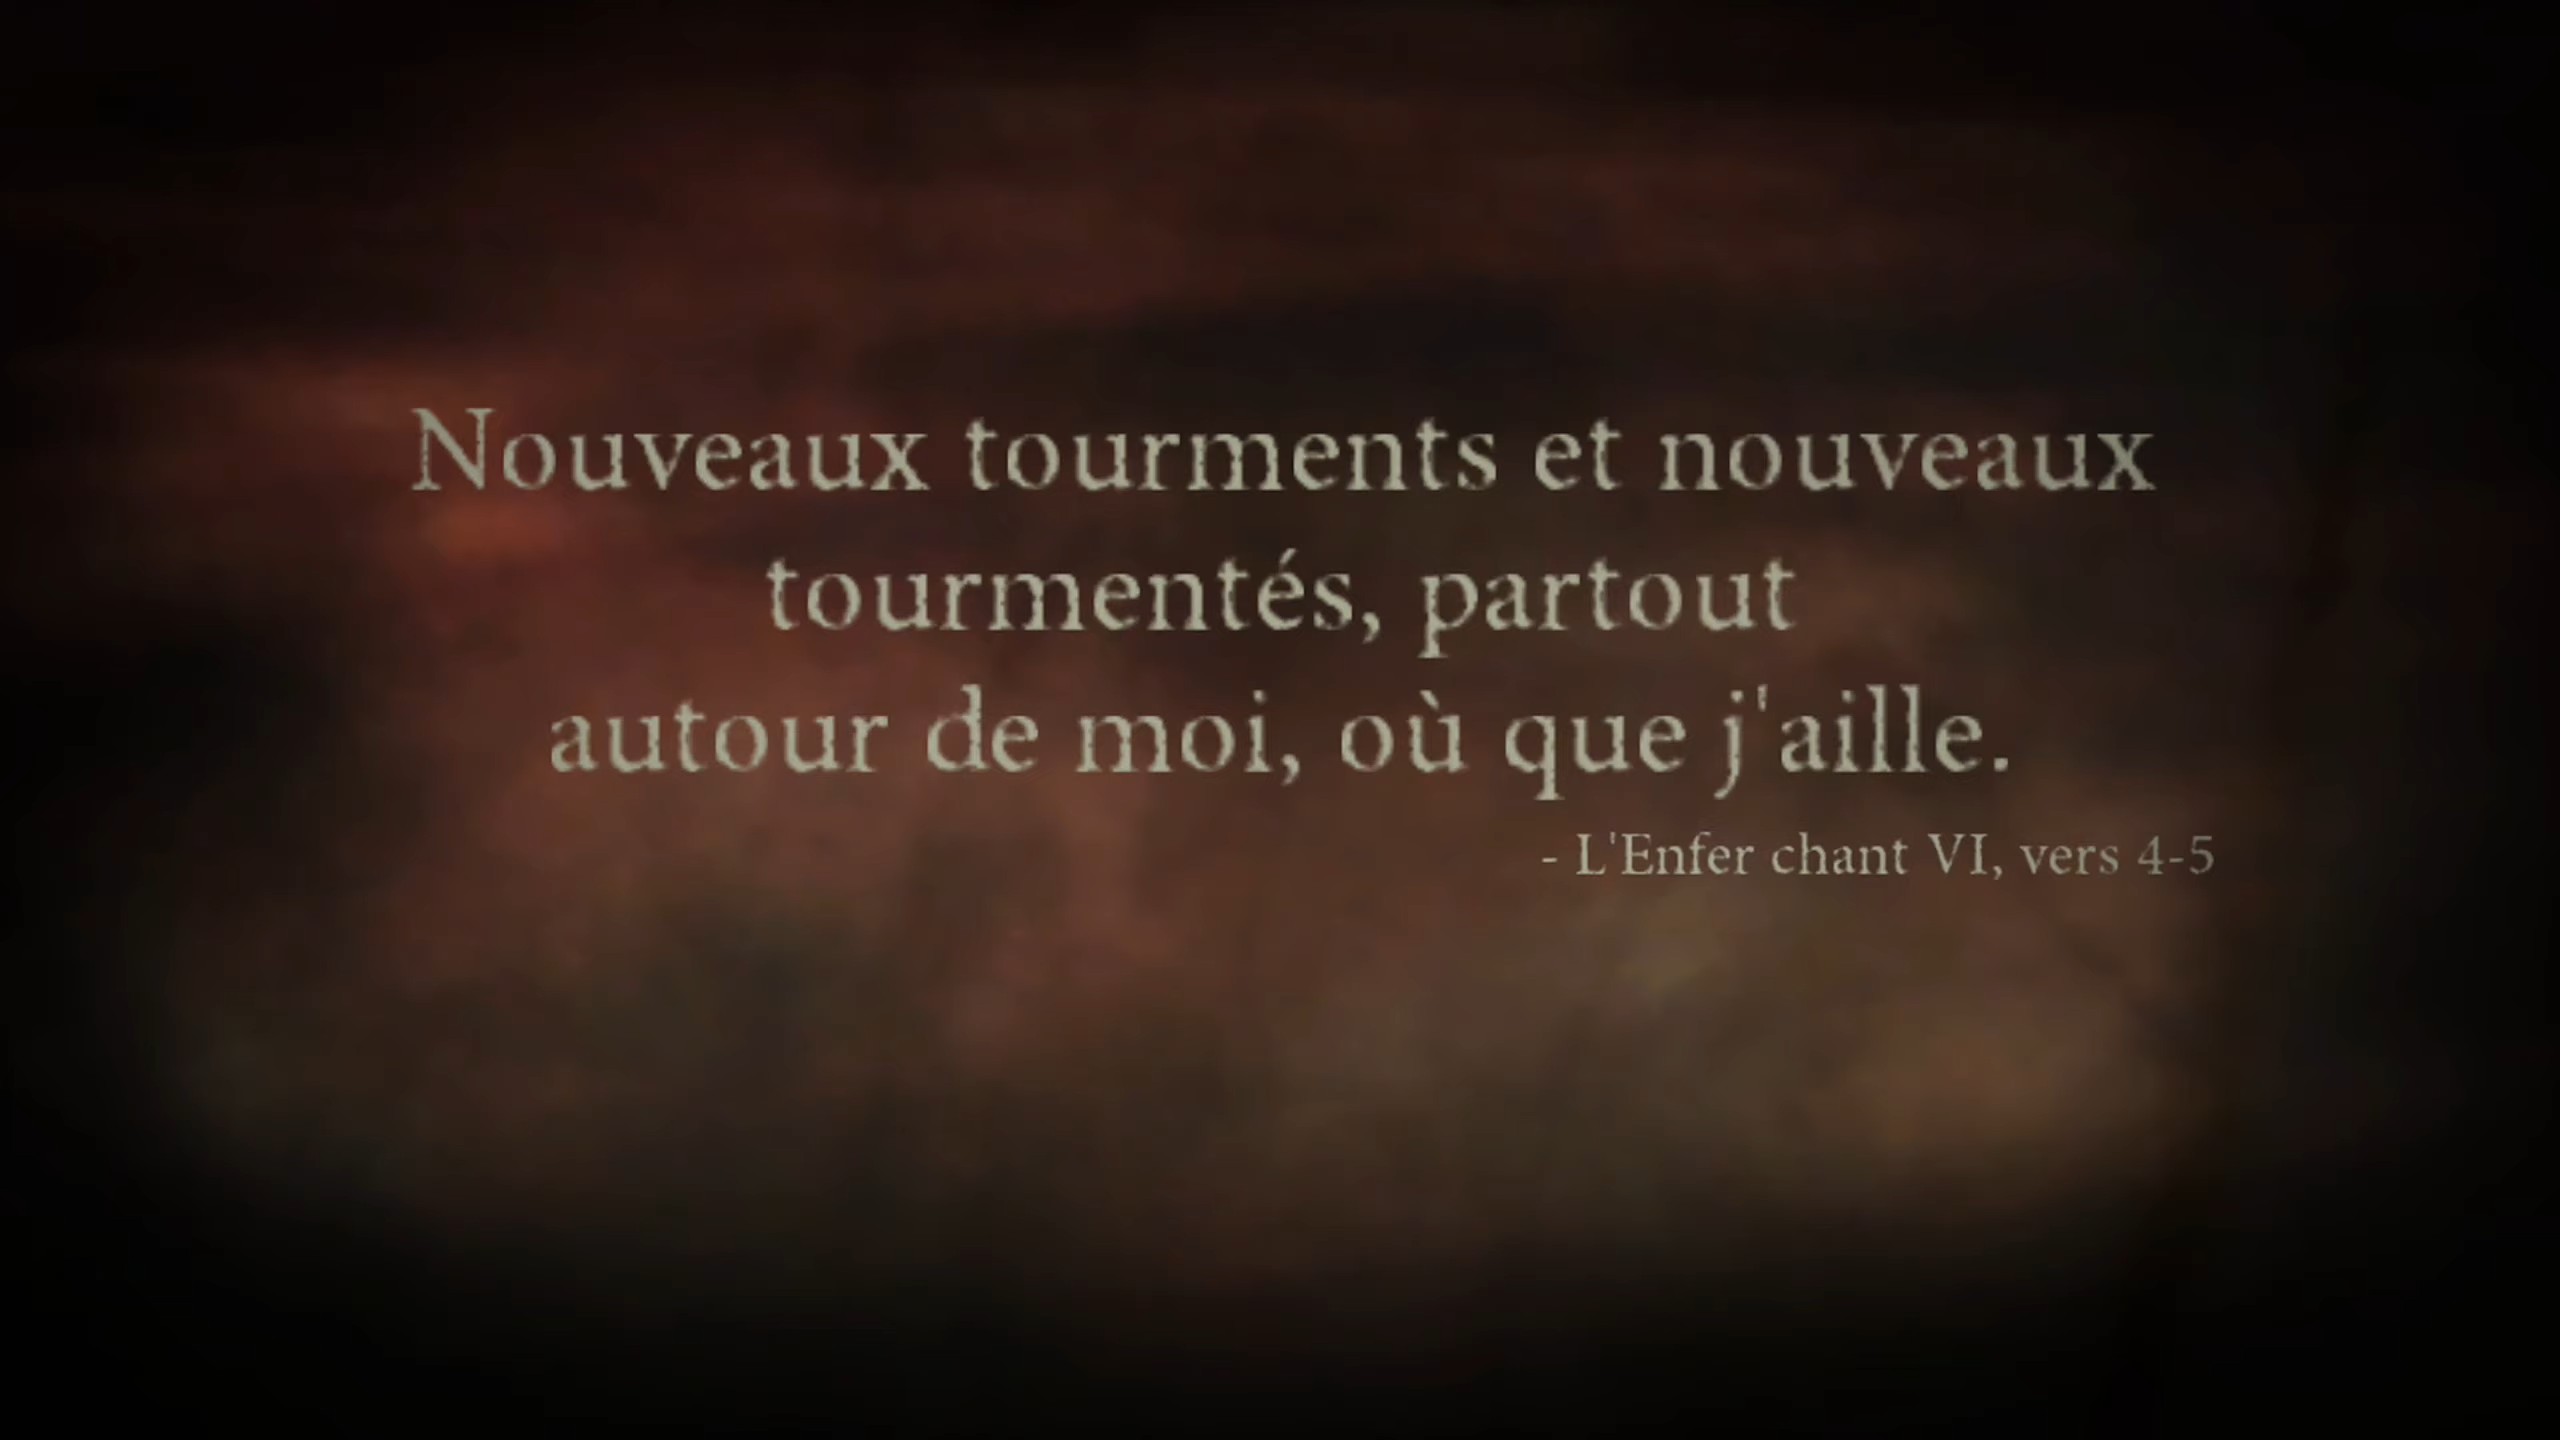 Nouveaux tourments et nouveaux
tourmentés, partout
autour de moi, où que j'aille.
- L'Enfer chant VI, vers 4-5